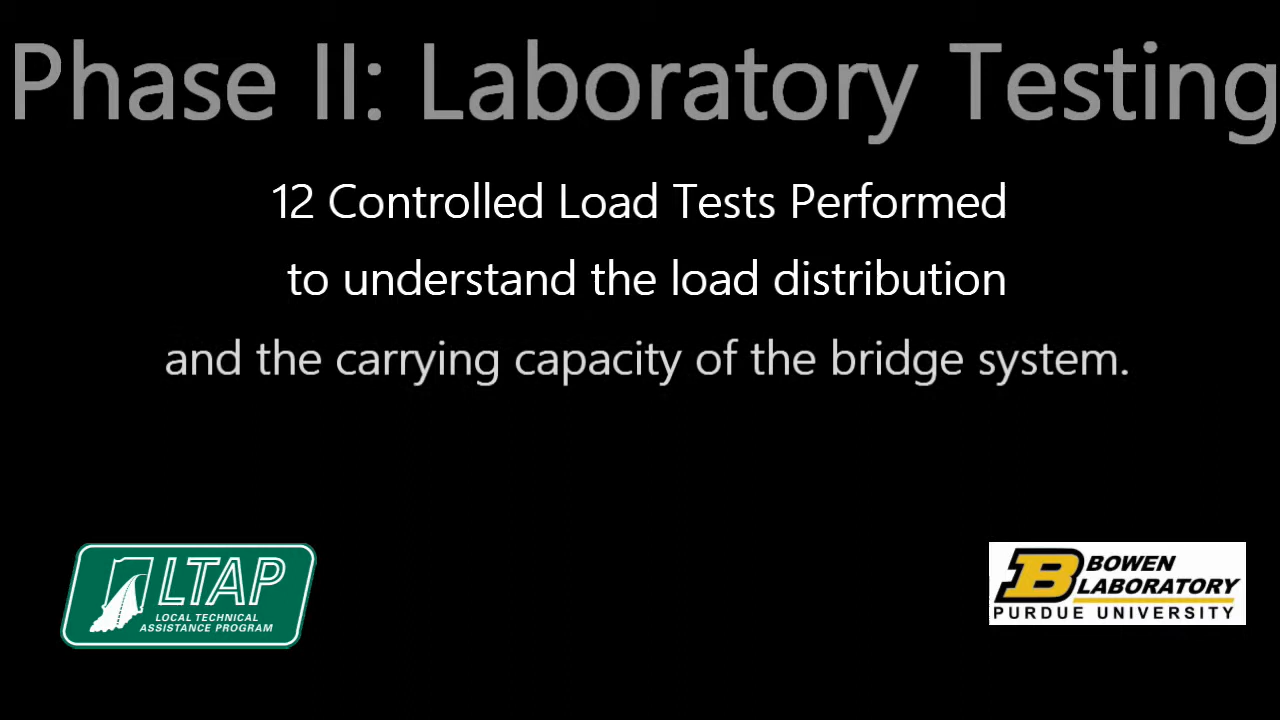 Phase II: Laboratory Testing
12 Controlled Load Tests Performed
to understand the load distribution
and the carrying capacity of the bridge system.
LTAP
LOCAL TECHNICAL
ASSISTANCE PROGRAM
B BOWEN
LABORATORY
PURDUE UNIVERSITY